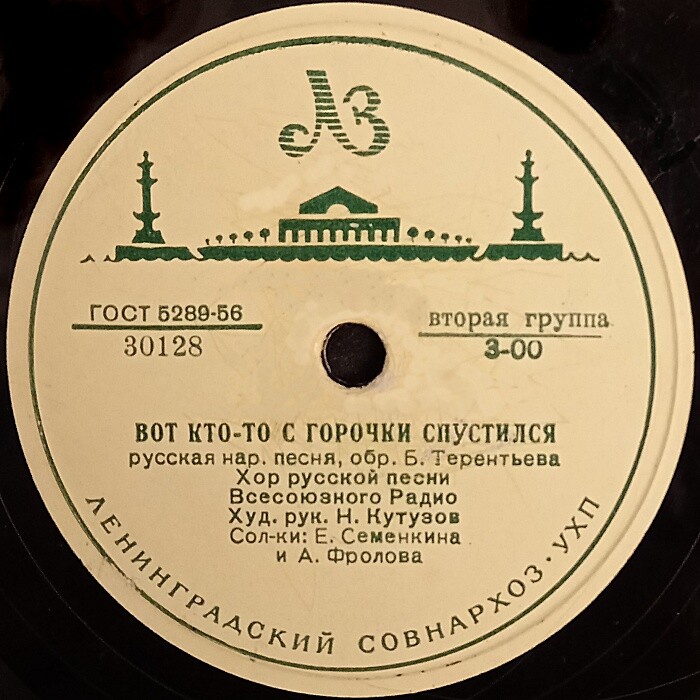 ЛЗ
ГОСТ 5289-56
30128
вторая группа
3-00
ВОТ КТО-ТО С ГОРОЧКИ СПУСТИЛСЯ
русская нар. песня, обр. Б. Терентьева
Хор русской песни
Всесоюзного Радио
Худ. рук. Н. Кутузов
Сол-ки: Е. Семенкина
и А. Фролова
ЛЕНИНГРАДСКИЙ СОВНАРХОЗ · УХП